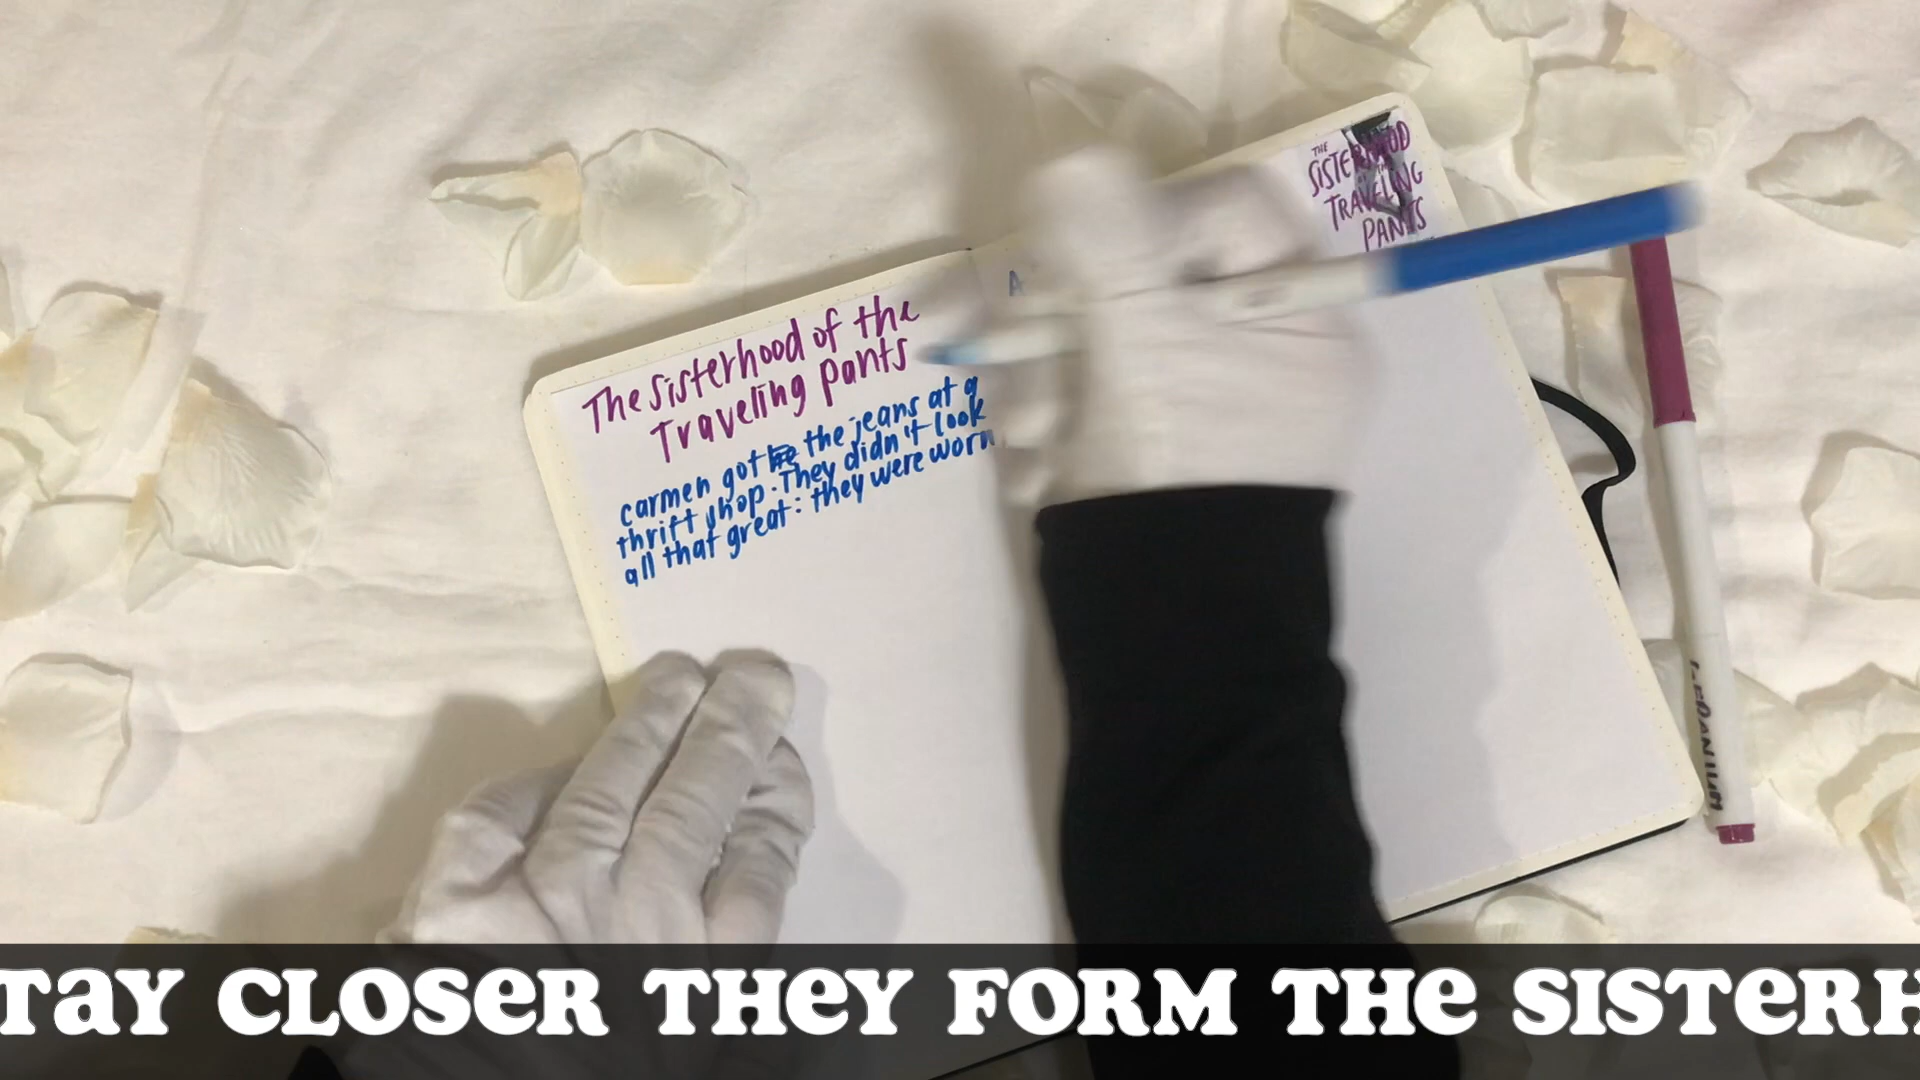 The Sisterhood of the
Traveling pants
carmen got the jeans at a
thrift shop. They didn't look
all that great: they were worn
THE
SISTERHOOD
TRAVELING
PANTS
TAY CLOSER THEY FORM THE SISTERH